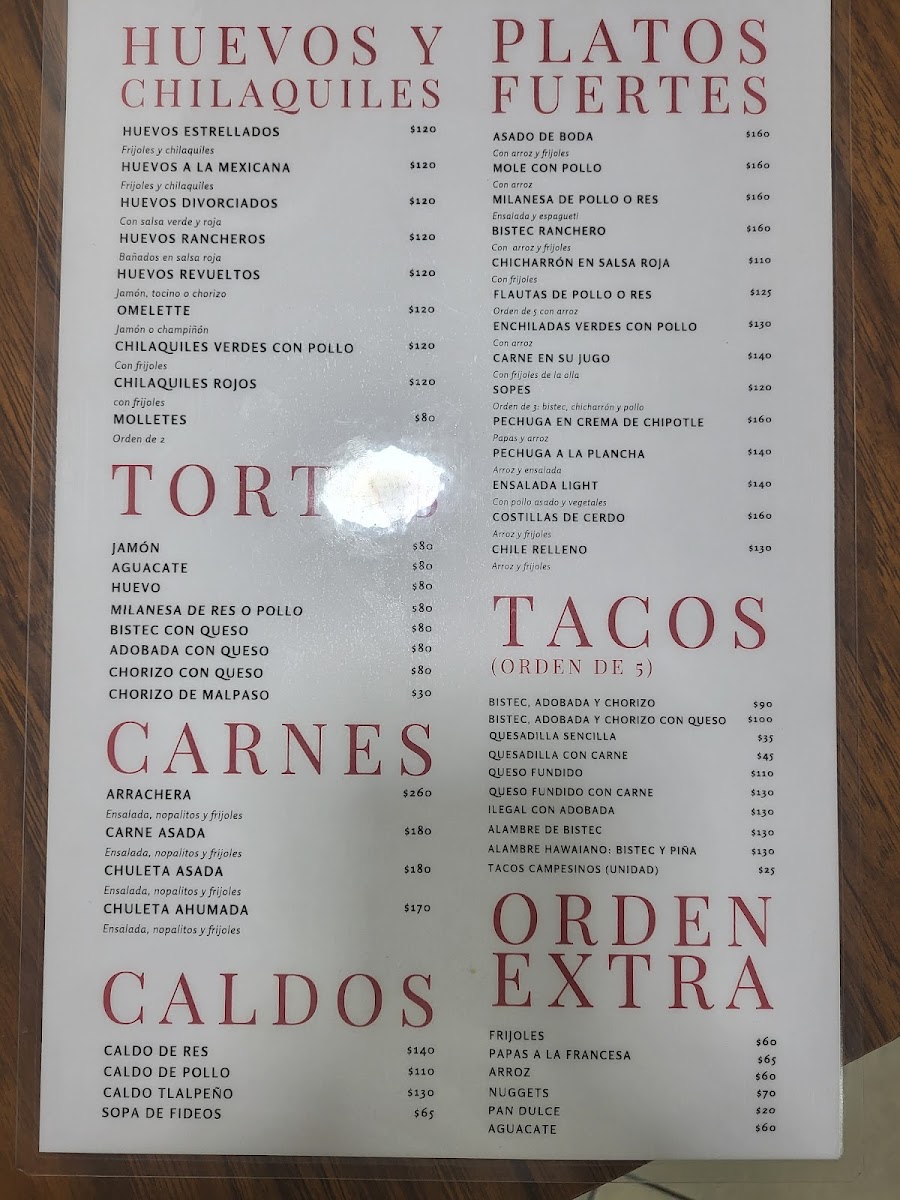 HUEVOS Y
CHILAQUILES
HUEVOS ESTRELLADOS $120
Frijoles y chilaquiles
HUEVOS A LA MEXICANA $120
Frijoles y chilaquiles
HUEVOS DIVORCIADOS $120
Con salsa verde y roja
HUEVOS RANCHEROS $120
Bañados en salsa roja
HUEVOS REVUELTOS $120
Jamón, tocino o chorizo
OMELETTE $120
Jamón o champiñón
CHILAQUILES VERDES CON POLLO $120
Con frijoles
CHILAQUILES ROJOS $120
con frijoles
MOLLETES $80
Orden de 2
TORTAS
JAMÓN $80
AGUACATE $80
HUEVO $80
MILANESA DE RES O POLLO $80
BISTEC CON QUESO $80
ADOBADA CON QUESO $80
CHORIZO CON QUESO $80
CHORIZO DE MALPASO $30
CARNES
ARRACHERA $260
Ensalada, nopalitos y frijoles
CARNE ASADA $180
Ensalada, nopalitos y frijoles
CHULETA ASADA $180
Ensalada, nopalitos y frijoles
CHULETA AHUMADA $170
Ensalada, nopalitos y frijoles
CALDOS
CALDO DE RES $140
CALDO DE POLLO $110
CALDO TLALPEÑO $130
SOPA DE FIDEOS $65
PLATOS
FUERTES
ASADO DE BODA $160
Con arroz y frijoles
MOLE CON POLLO $160
Con arroz
MILANESA DE POLLO O RES $160
Ensalada y espagueti
BISTEC RANCHERO $160
Con arroz y frijoles
CHICHARRÓN EN SALSA ROJA $110
Con frijoles
FLAUTAS DE POLLO O RES $125
Orden de 5 con arroz
ENCHILADAS VERDES CON POLLO $130
Con arroz
CARNE EN SU JUGO $140
Con frijoles de la olla
SOPES $120
Orden de 3: bistec, chicharrón y pollo
PECHUGA EN CREMA DE CHIPOTLE $160
Papas y arroz
PECHUGA A LA PLANCHA $140
Arroz y ensalada
ENSALADA LIGHT $140
Con pollo asado y vegetales
COSTILLAS DE CERDO $160
Arroz y frijoles
CHILE RELLENO $130
Arroz y frijoles
TACOS
(ORDEN DE 5)
BISTEC, ADOBADA Y CHORIZO $90
BISTEC, ADOBADA Y CHORIZO CON QUESO $100
QUESADILLA SENCILLA $35
QUESADILLA CON CARNE $45
QUESO FUNDIDO $110
QUESO FUNDIDO CON CARNE $130
ILEGAL CON ADOBADA $130
ALAMBRE DE BISTEC $130
ALAMBRE HAWAIANO: BISTEC Y PIÑA $130
TACOS CAMPESINOS (UNIDAD) $25
ORDEN
EXTRA
FRIJOLES $60
PAPAS A LA FRANCESA $65
ARROZ $60
NUGGETS $70
PAN DULCE $20
AGUACATE $60